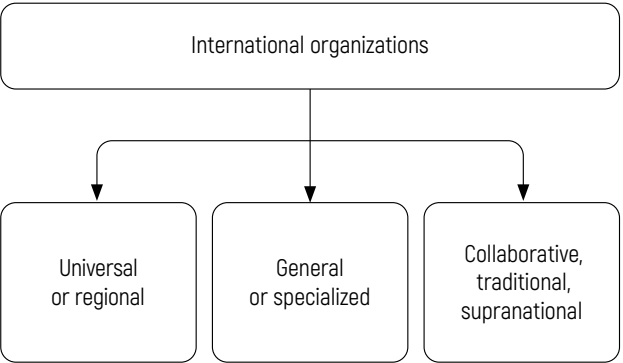 International organizations
Universal
or regional
General
or specialized
Collaborative,
traditional,
supranational